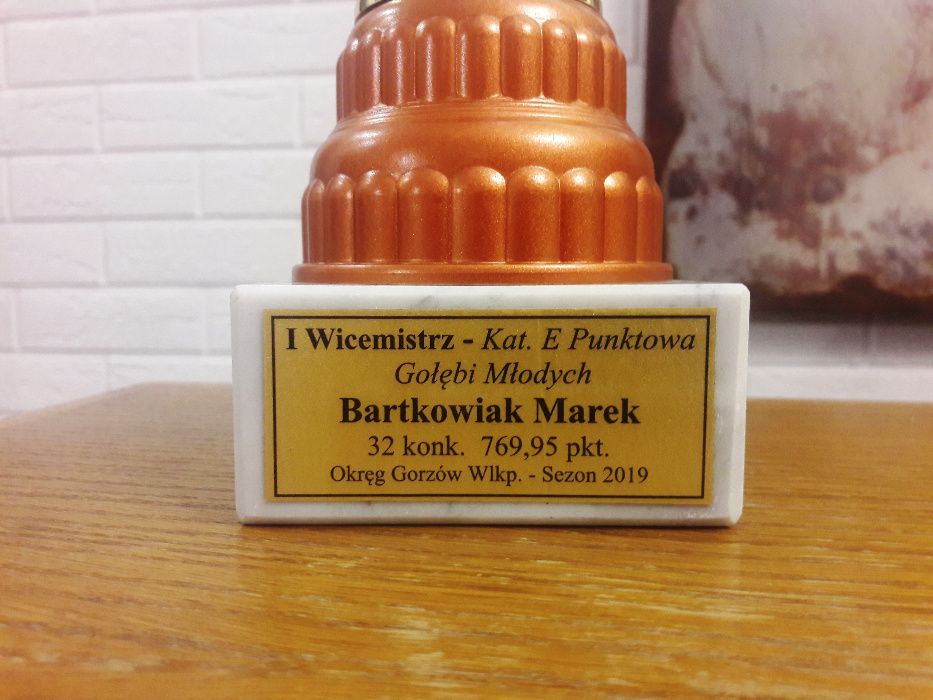 I Wicemistrz - Kat. E Punktowa
Gołębi Młodych
Bartkowiak Marek
32 konk. 769,95 pkt.
Okręg Gorzów Wlkp. - Sezon 2019